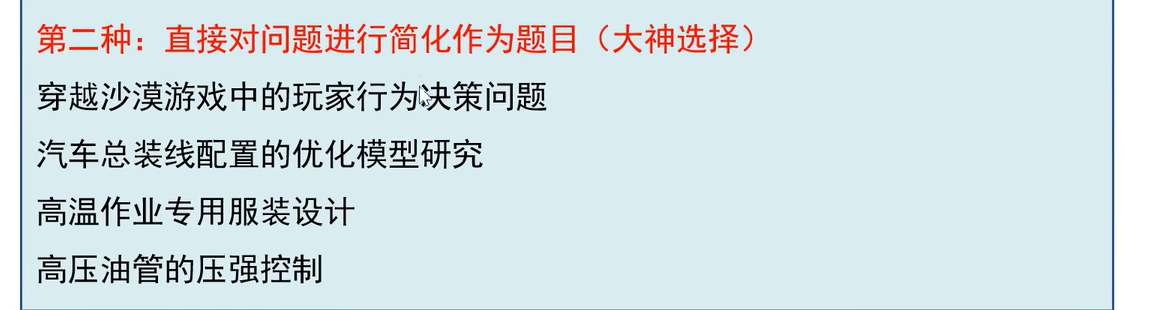 第二种：直接对问题进行简化作为题目（大神选择）
穿越沙漠游戏中的玩家行为决策问题
汽车总装线配置的优化模型研究
高温作业专用服装设计
高压油管的压强控制